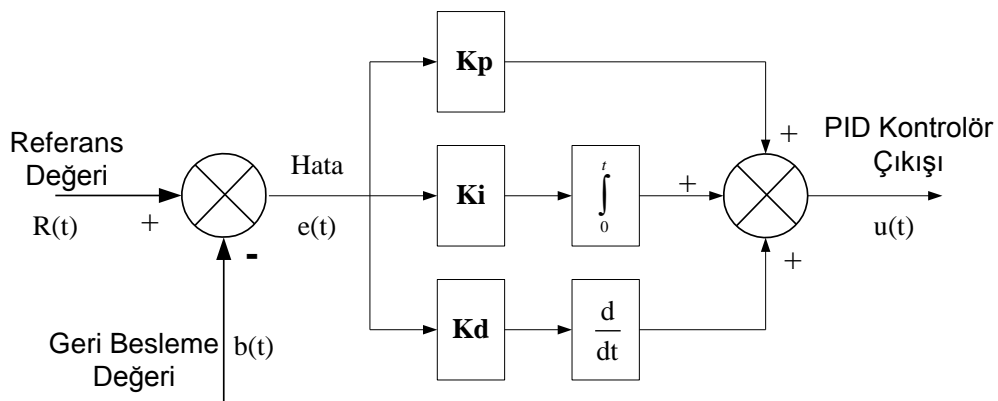 Kp
Referans
Değeri
R(t)
+
-
Hata
e(t)
Ki
t
∫
0
+
+
+
PID Kontrolör
Çıkışı
u(t)
Kd
d
dt
Geri Besleme
Değeri
b(t)